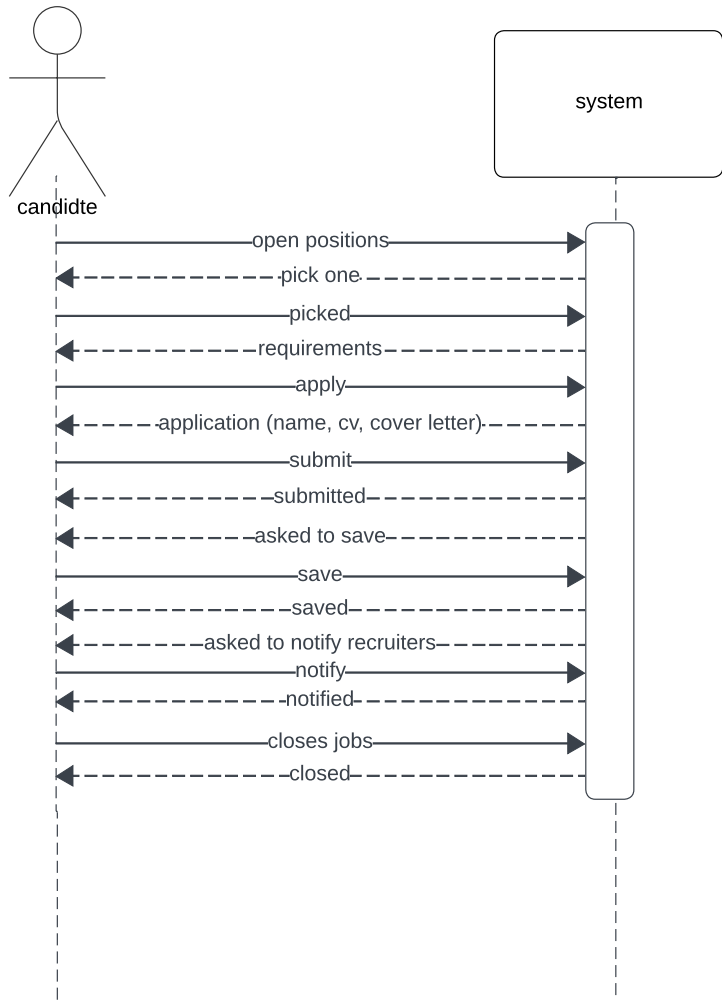 system
candidte
open positions
pick one
picked
requirements
apply
application (name, cv, cover letter)
submit
submitted
asked to save
save
saved
asked to notify recruiters
notify
notified
closes jobs
closed